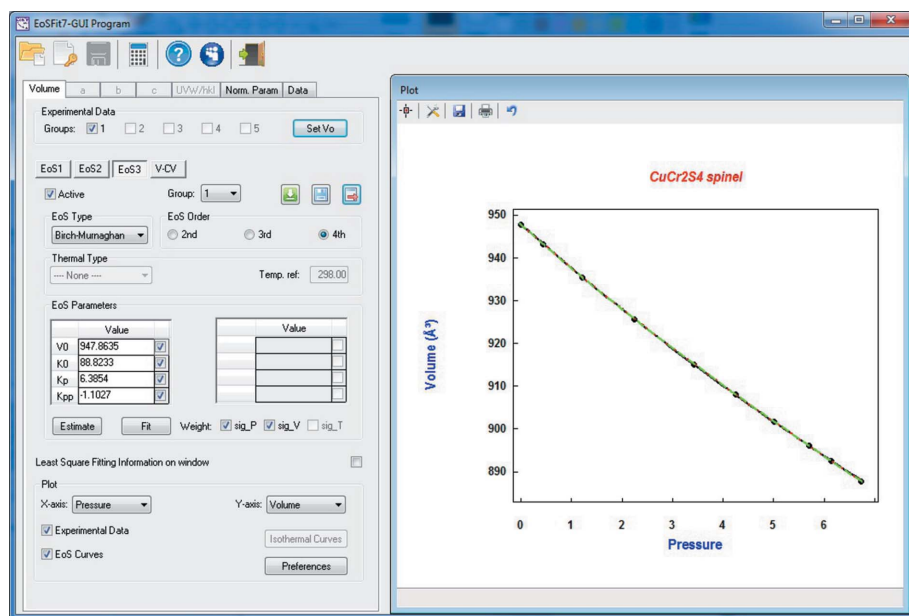 EoSFit7-GUI Program
Volume a b c UVW/hkl Norm. Param Data
Experimental Data
Groups: 1 2 3 4 5 Set Vo
EoS1 EoS2 EoS3 V-CV
Active Group: 1
EoS Type EoS Order
Birch-Murnaghan 2nd 3rd 4th
Thermal Type
---- None ---- Temp. ref: 298.00
EoS Parameters
Value Value
V0 947.8635
K0 88.8233
Kp 6.3854
Kpp -1.1027
Estimate Fit Weight: sig_P sig_V sig_T
Least Square Fitting Information on window
Plot
X-axis: Pressure Y-axis: Volume
Experimental Data
Isothermal Curves
EoS Curves
Preferences
Plot
CuCr2S4 spinel
950
940
930
920
910
900
890
Volume (Å³)
0 1 2 3 4 5 6
Pressure